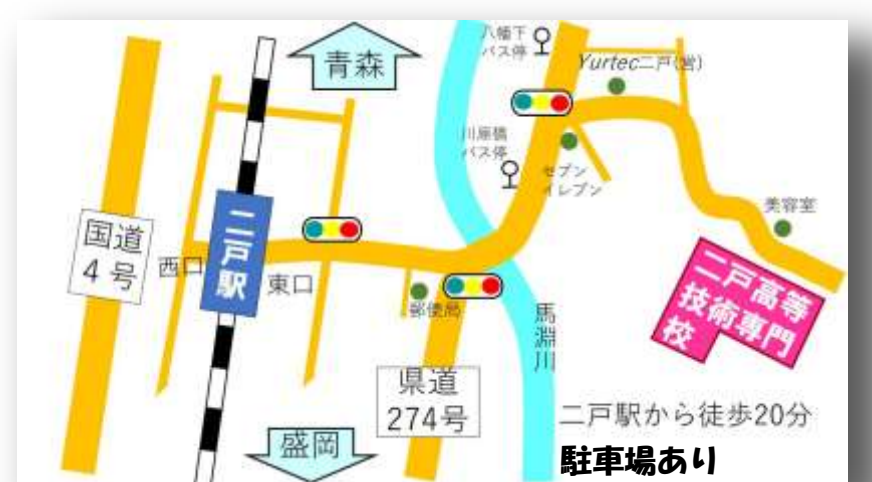 青森
八幡下
バス停
Yurtec二戸(営)
川原橋
バス停
セブン
イレブン
美容室
国道
4号
西口
二戸駅
東口
郵便局
馬淵川
二戸高等
技術専門
校
県道
274号
盛岡
二戸駅から徒歩20分
駐車場あり